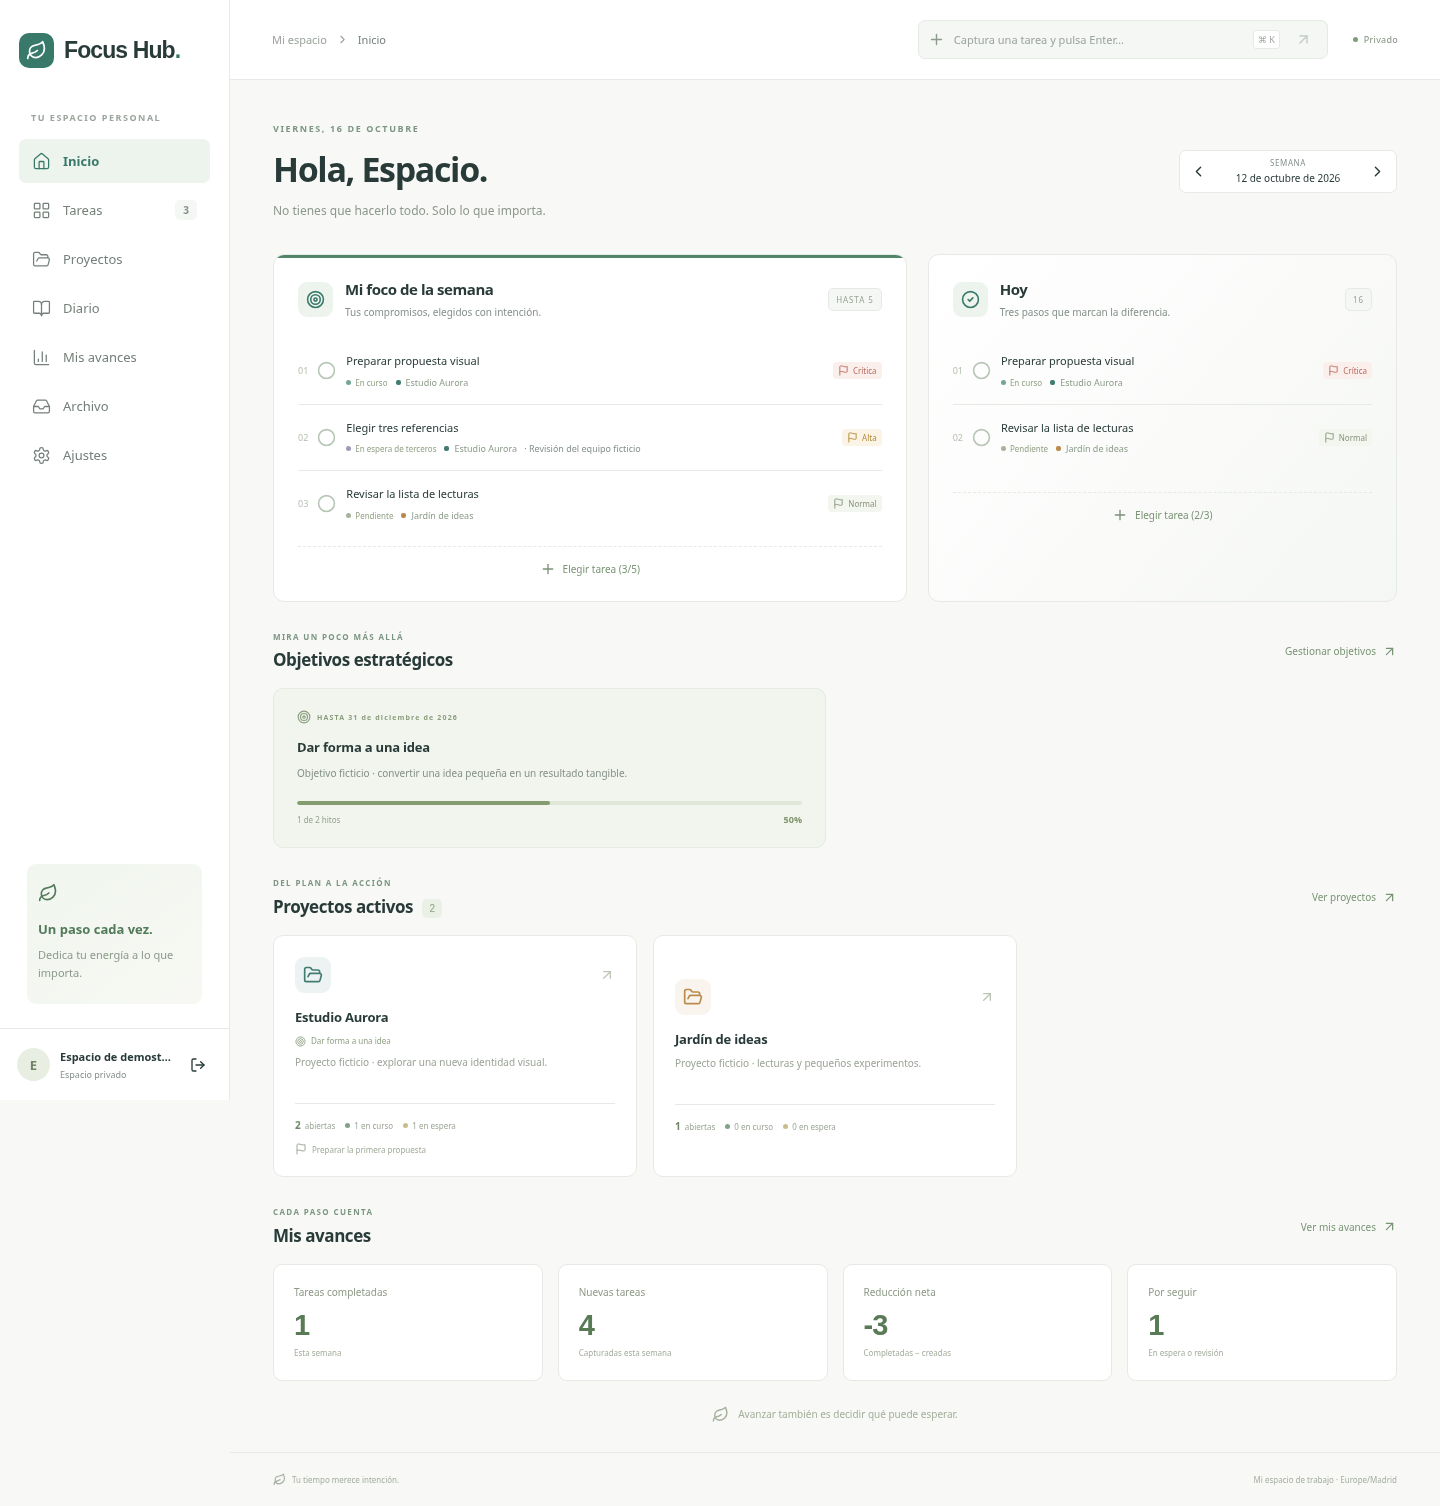 Focus Hub.
TU ESPACIO PERSONAL
Inicio
Tareas 3
Proyectos
Diario
Mis avances
Archivo
Ajustes
Un paso cada vez.
Dedica tu energía a lo que
importa.
E
Espacio de demost...
Espacio privado
Mi espacio > Inicio
Captura una tarea y pulsa Enter... ⌘ K
Privado
VIERNES, 16 DE OCTUBRE
Hola, Espacio.
No tienes que hacerlo todo. Solo lo que importa.
SEMANA
12 de octubre de 2026
Mi foco de la semana
Tus compromisos, elegidos con intención.
HASTA 5
01 Preparar propuesta visual Crítica
En curso Estudio Aurora
02 Elegir tres referencias Alta
En espera de terceros Estudio Aurora · Revisión del equipo ficticio
03 Revisar la lista de lecturas Normal
Pendiente Jardín de ideas
Elegir tarea (3/5)
Hoy
Tres pasos que marcan la diferencia.
16
01 Preparar propuesta visual Crítica
En curso Estudio Aurora
02 Revisar la lista de lecturas Normal
Pendiente Jardín de ideas
Elegir tarea (2/3)
MIRA UN POCO MÁS ALLÁ
Objetivos estratégicos
Gestionar objetivos
HASTA 31 de diciembre de 2026
Dar forma a una idea
Objetivo ficticio · convertir una idea pequeña en un resultado tangible.
1 de 2 hitos 50%
DEL PLAN A LA ACCIÓN
Proyectos activos 2
Ver proyectos
Estudio Aurora
Dar forma a una idea
Proyecto ficticio · explorar una nueva identidad visual.
2 abiertas 1 en curso 1 en espera
Preparar la primera propuesta
Jardín de ideas
Proyecto ficticio · lecturas y pequeños experimentos.
1 abiertas 0 en curso 0 en espera
CADA PASO CUENTA
Mis avances
Ver mis avances
Tareas completadas
1
Esta semana
Nuevas tareas
4
Capturadas esta semana
Reducción neta
-3
Completadas – creadas
Por seguir
1
En espera o revisión
Avanzar también es decidir qué puede esperar.
Tu tiempo merece intención.
Mi espacio de trabajo · Europe/Madrid